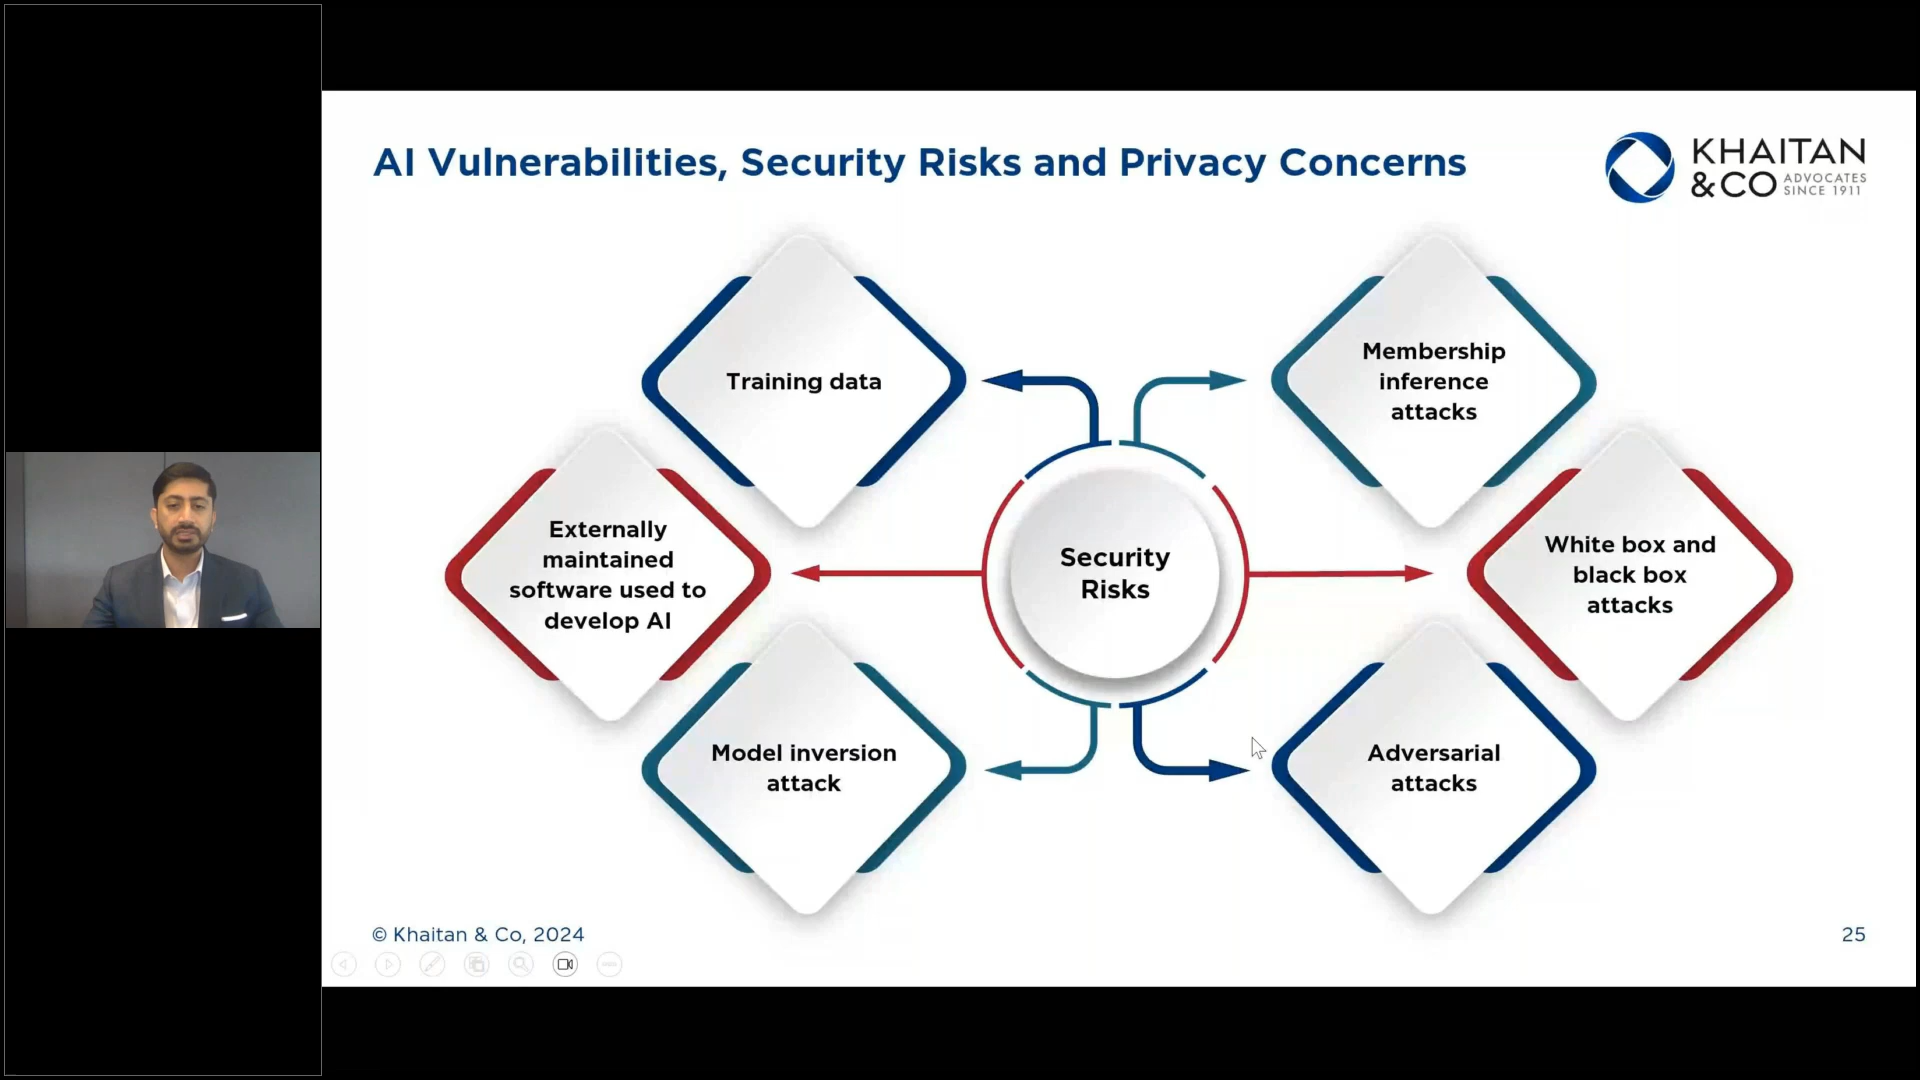 AI Vulnerabilities, Security Risks and Privacy Concerns
KHAITAN
&CO ADVOCATES
SINCE 1911
Training data
Membership
inference
attacks
Externally
maintained
software used to
develop AI
Security
Risks
White box and
black box
attacks
Model inversion
attack
Adversarial
attacks
© Khaitan & Co, 2024
25